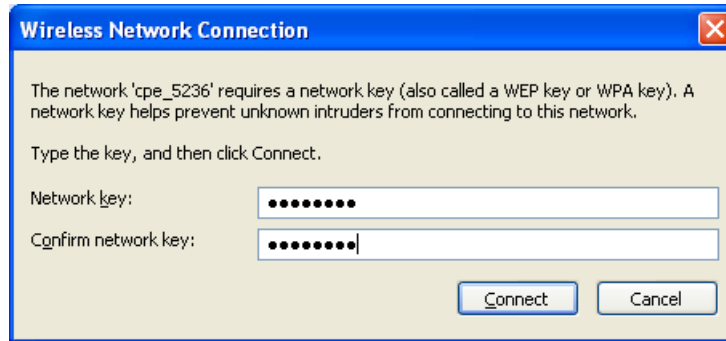 Wireless Network Connection
The network 'cpe_5236' requires a network key (also called a WEP key or WPA key). A
network key helps prevent unknown intruders from connecting to this network.
Type the key, and then click Connect.
Network key: ••••••••
Confirm network key: ••••••••
Connect Cancel